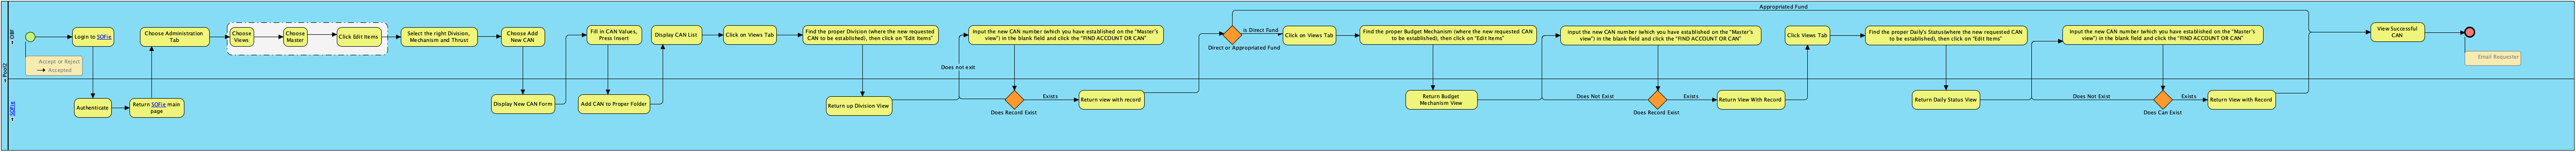 Pool2
OBF
SOFie
Accept or Reject
Accepted
Login to SOFie
Authenticate
Return SOFie main
page
Choose Administration
Tab
Choose
Views
Choose
Master
Click Edit Items
Select the right Division,
Mechanism and Thrust
Choose Add
New CAN
Display New CAN Form
Fill in CAN Values,
Press Insert
Add CAN to Proper Folder
Display CAN List
Click on Views Tab
Find the proper Division (where the new requested
CAN to be established), then click on "Edit Items"
Return up Division View
Input the new CAN number (which you have established on the "Master's
view") in the blank field and click the "FIND ACCOUNT OR CAN"
Does not exit
Does Record Exist
Exists
Return view with record
Direct or Appropriated Fund
is Direct Fund
Appropriated Fund
Click on Views Tab
Find the proper Budget Mechanism (where the new requested CAN
to be established), then click on "Edit Items"
Return Budget
Mechanism View
input the new CAN number (which you have established on the "Master's
view") in the blank field and click the "FIND ACCOUNT OR CAN"
Does Not Exist
Does Record Exist
Exists
Return View With Record
Click Views Tab
Find the proper Daily's Status(where the new requested CAN
to be established), then click on "Edit Items"
Return Daily Status View
Input the new CAN number (which you have established on the "Master's
view") in the blank field and click the "FIND ACCOUNT OR CAN"
Does Not Exist
Does Can Exist
Exists
Return View with Record
View Successful
CAN
Email Requester